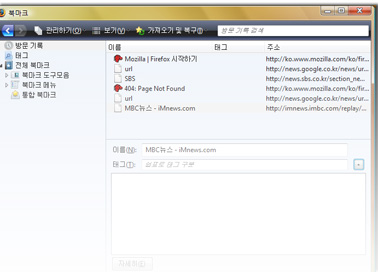 북마크
관리하기(O) 보기(V) 가져오기 및 복구(I) 방문 기록 검색
방문 기록
태그
전체 북마크
북마크 도구모음
북마크 메뉴
통합 북마크
이름 태그 주소
Mozilla | Firefox 시작하기 http://ko.www.mozilla.com/ko/fir...
url http://news.google.co.kr/news/ur...
SBS http://news.sbs.co.kr/section_ne...
404: Page Not Found http://ko.www.mozilla.com/ko/fir...
url http://news.google.co.kr/news/ur...
MBC뉴스 - iMnews.com http://imnews.imbc.com/replay/...
이름(N): MBC뉴스 - iMnews.com
태그(T): 쉼표로 태그 구분
자세히(E)